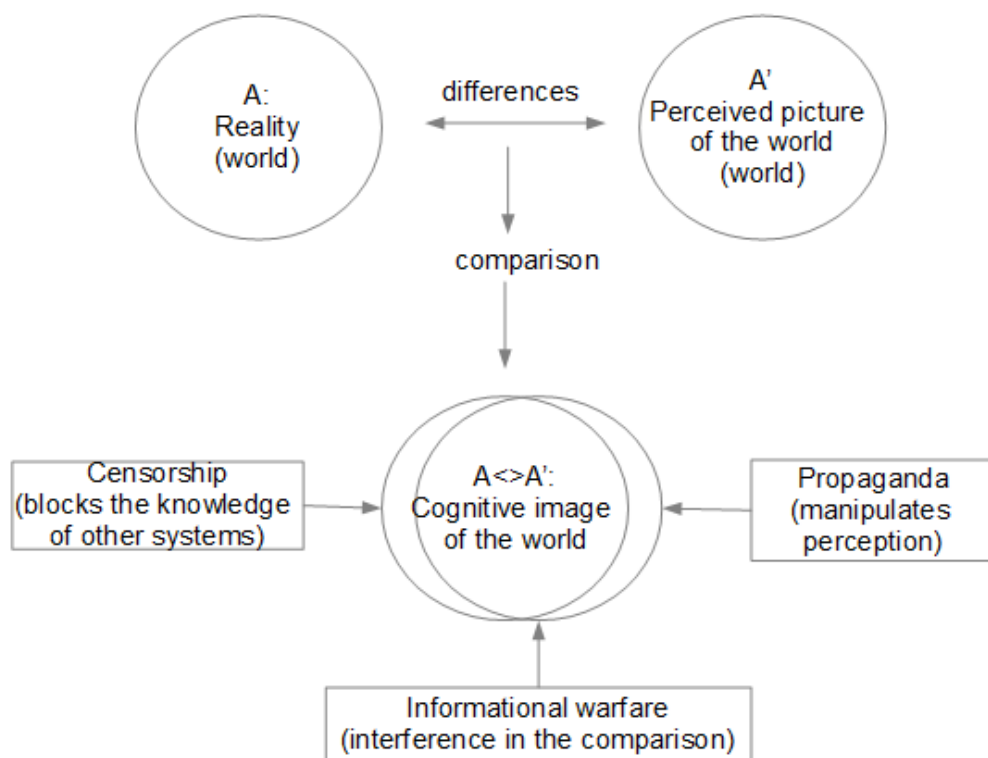 A:
Reality
(world)
differences
A’
Perceived picture
of the world
(world)
comparison
Censorship
(blocks the knowledge
of other systems)
A<>A’:
Cognitive image
of the world
Propaganda
(manipulates
perception)
Informational warfare
(interference in the comparison)